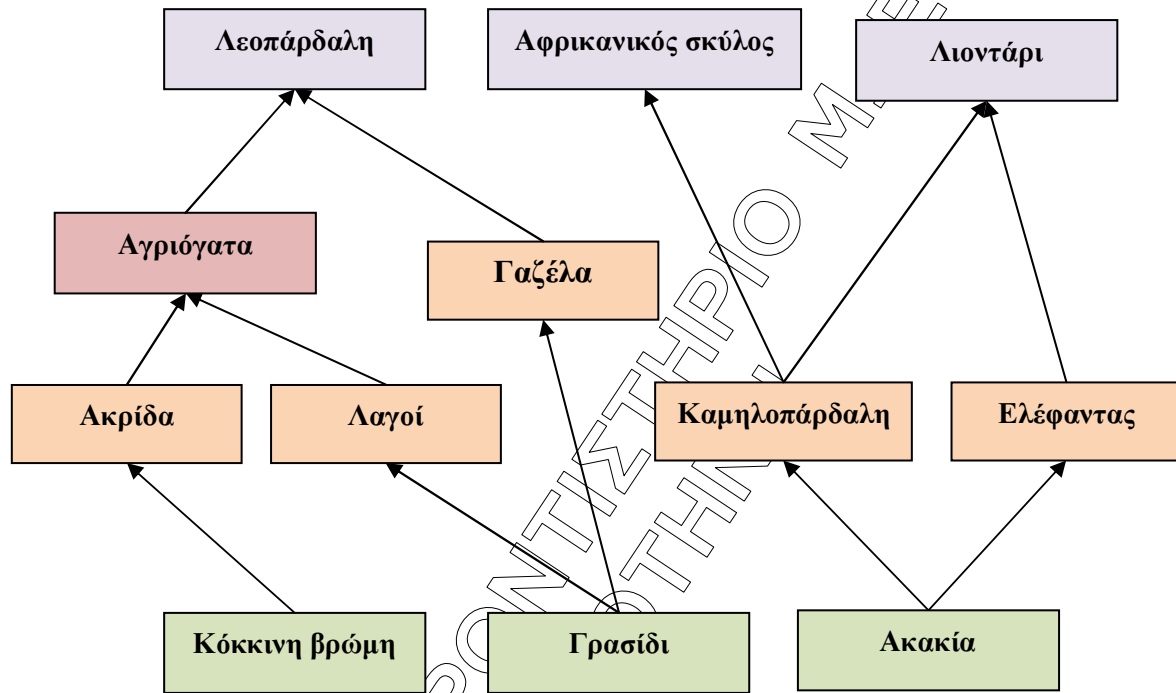 Λεοπάρδαλη
Αφρικανικός σκύλος
Λιοντάρι
Αγριόγατα
Γαζέλα
Ακρίδα
Λαγοί
Καμηλοπάρδαλη
Ελέφαντας
Κόκκινη βρώμη
Γρασίδι
Ακακία